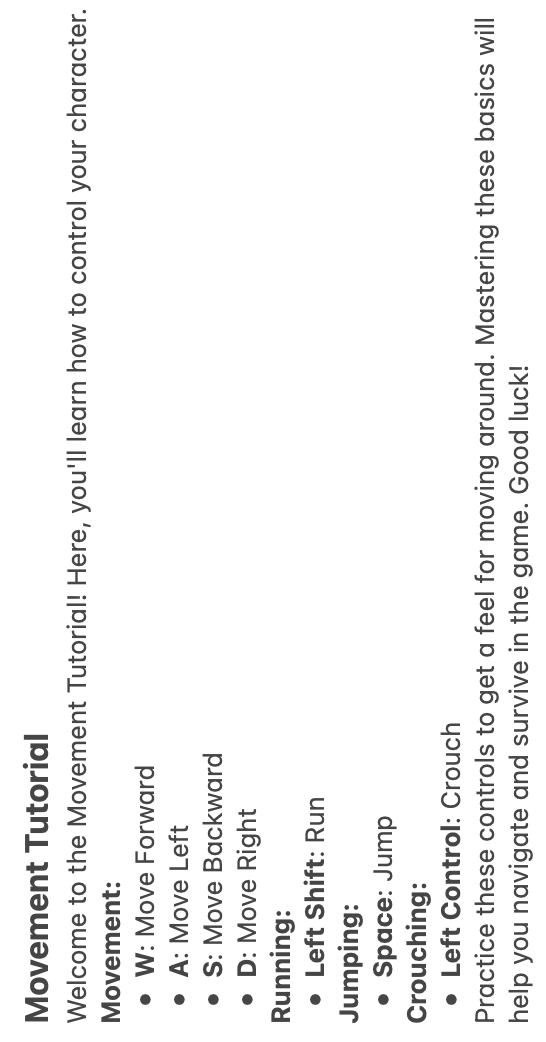 Movement Tutorial
Welcome to the Movement Tutorial! Here, you'll learn how to control your character.
Movement:
• W: Move Forward
• A: Move Left
• S: Move Backward
• D: Move Right
Running:
• Left Shift: Run
Jumping:
• Space: Jump
Crouching:
• Left Control: Crouch
Practice these controls to get a feel for moving around. Mastering these basics will
help you navigate and survive in the game. Good luck!